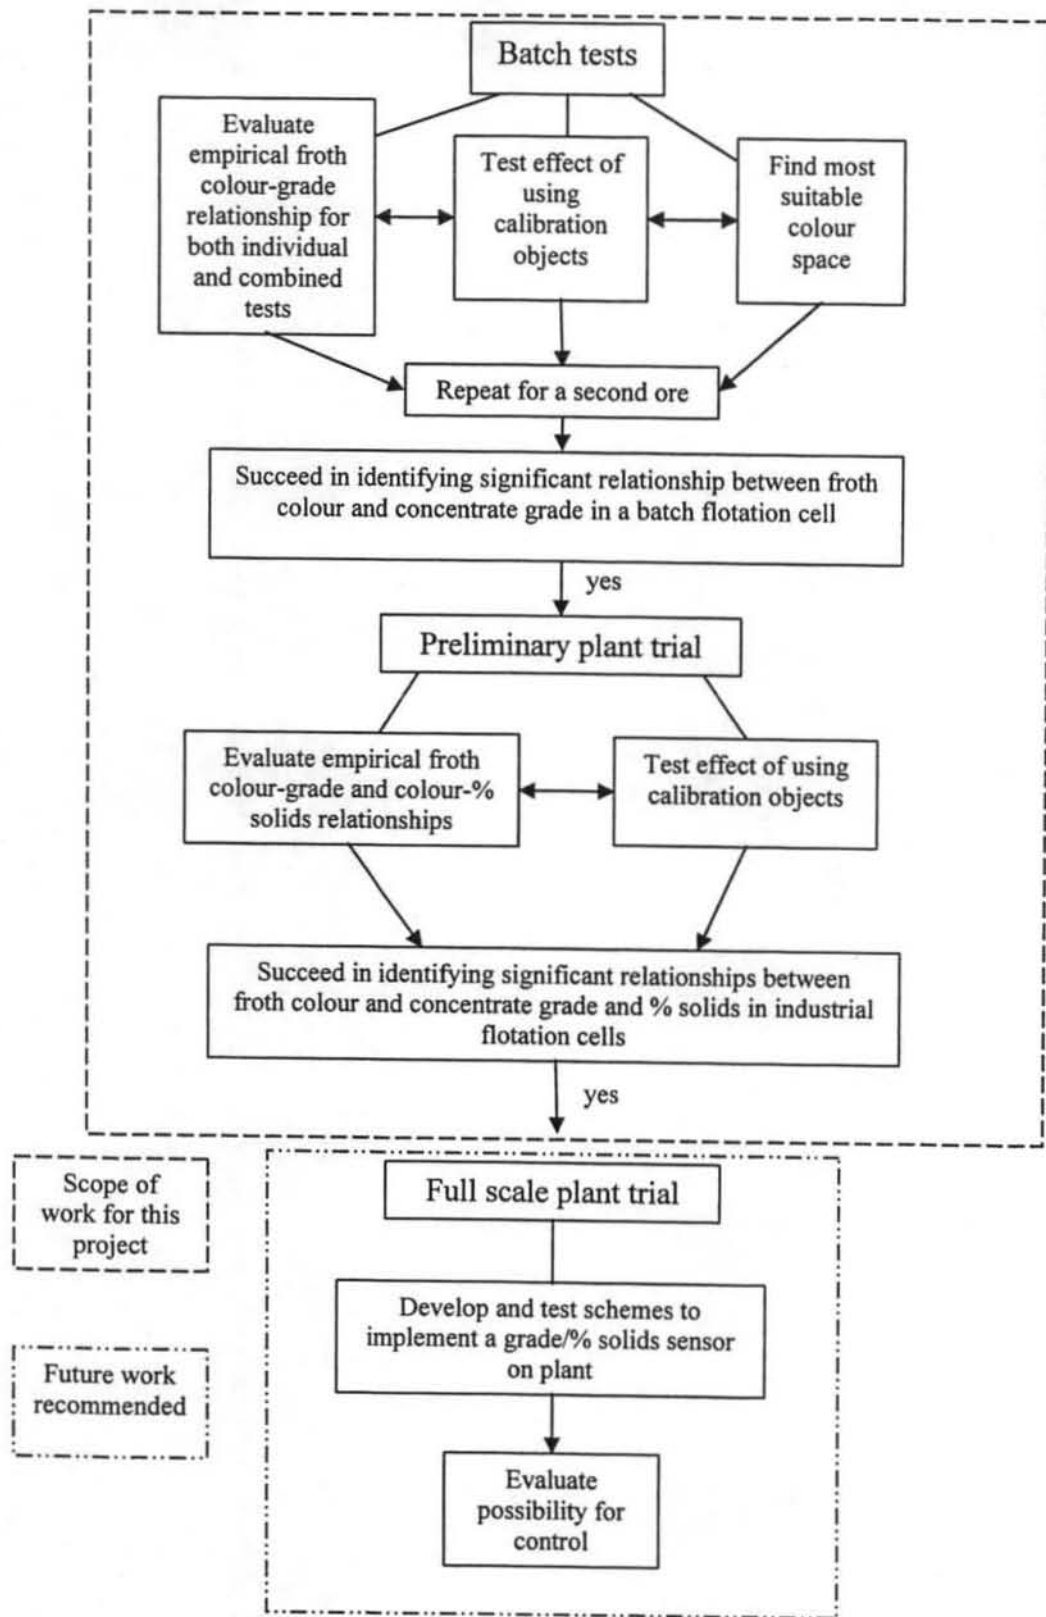 Batch tests
Evaluate
empirical froth
colour-grade
relationship for
both individual
and combined
tests
Test effect of
using
calibration
objects
Find most
suitable
colour
space
Repeat for a second ore
Succeed in identifying significant relationship between froth
colour and concentrate grade in a batch flotation cell
yes
Preliminary plant trial
Evaluate empirical froth
colour-grade and colour-%
solids relationships
Test effect of using
calibration objects
Succeed in identifying significant relationships between
froth colour and concentrate grade and % solids in industrial
flotation cells
yes
Scope of
work for this
project
Full scale plant trial
Develop and test schemes to
implement a grade/% solids sensor
on plant
Future work
recommended
Evaluate
possibility for
control